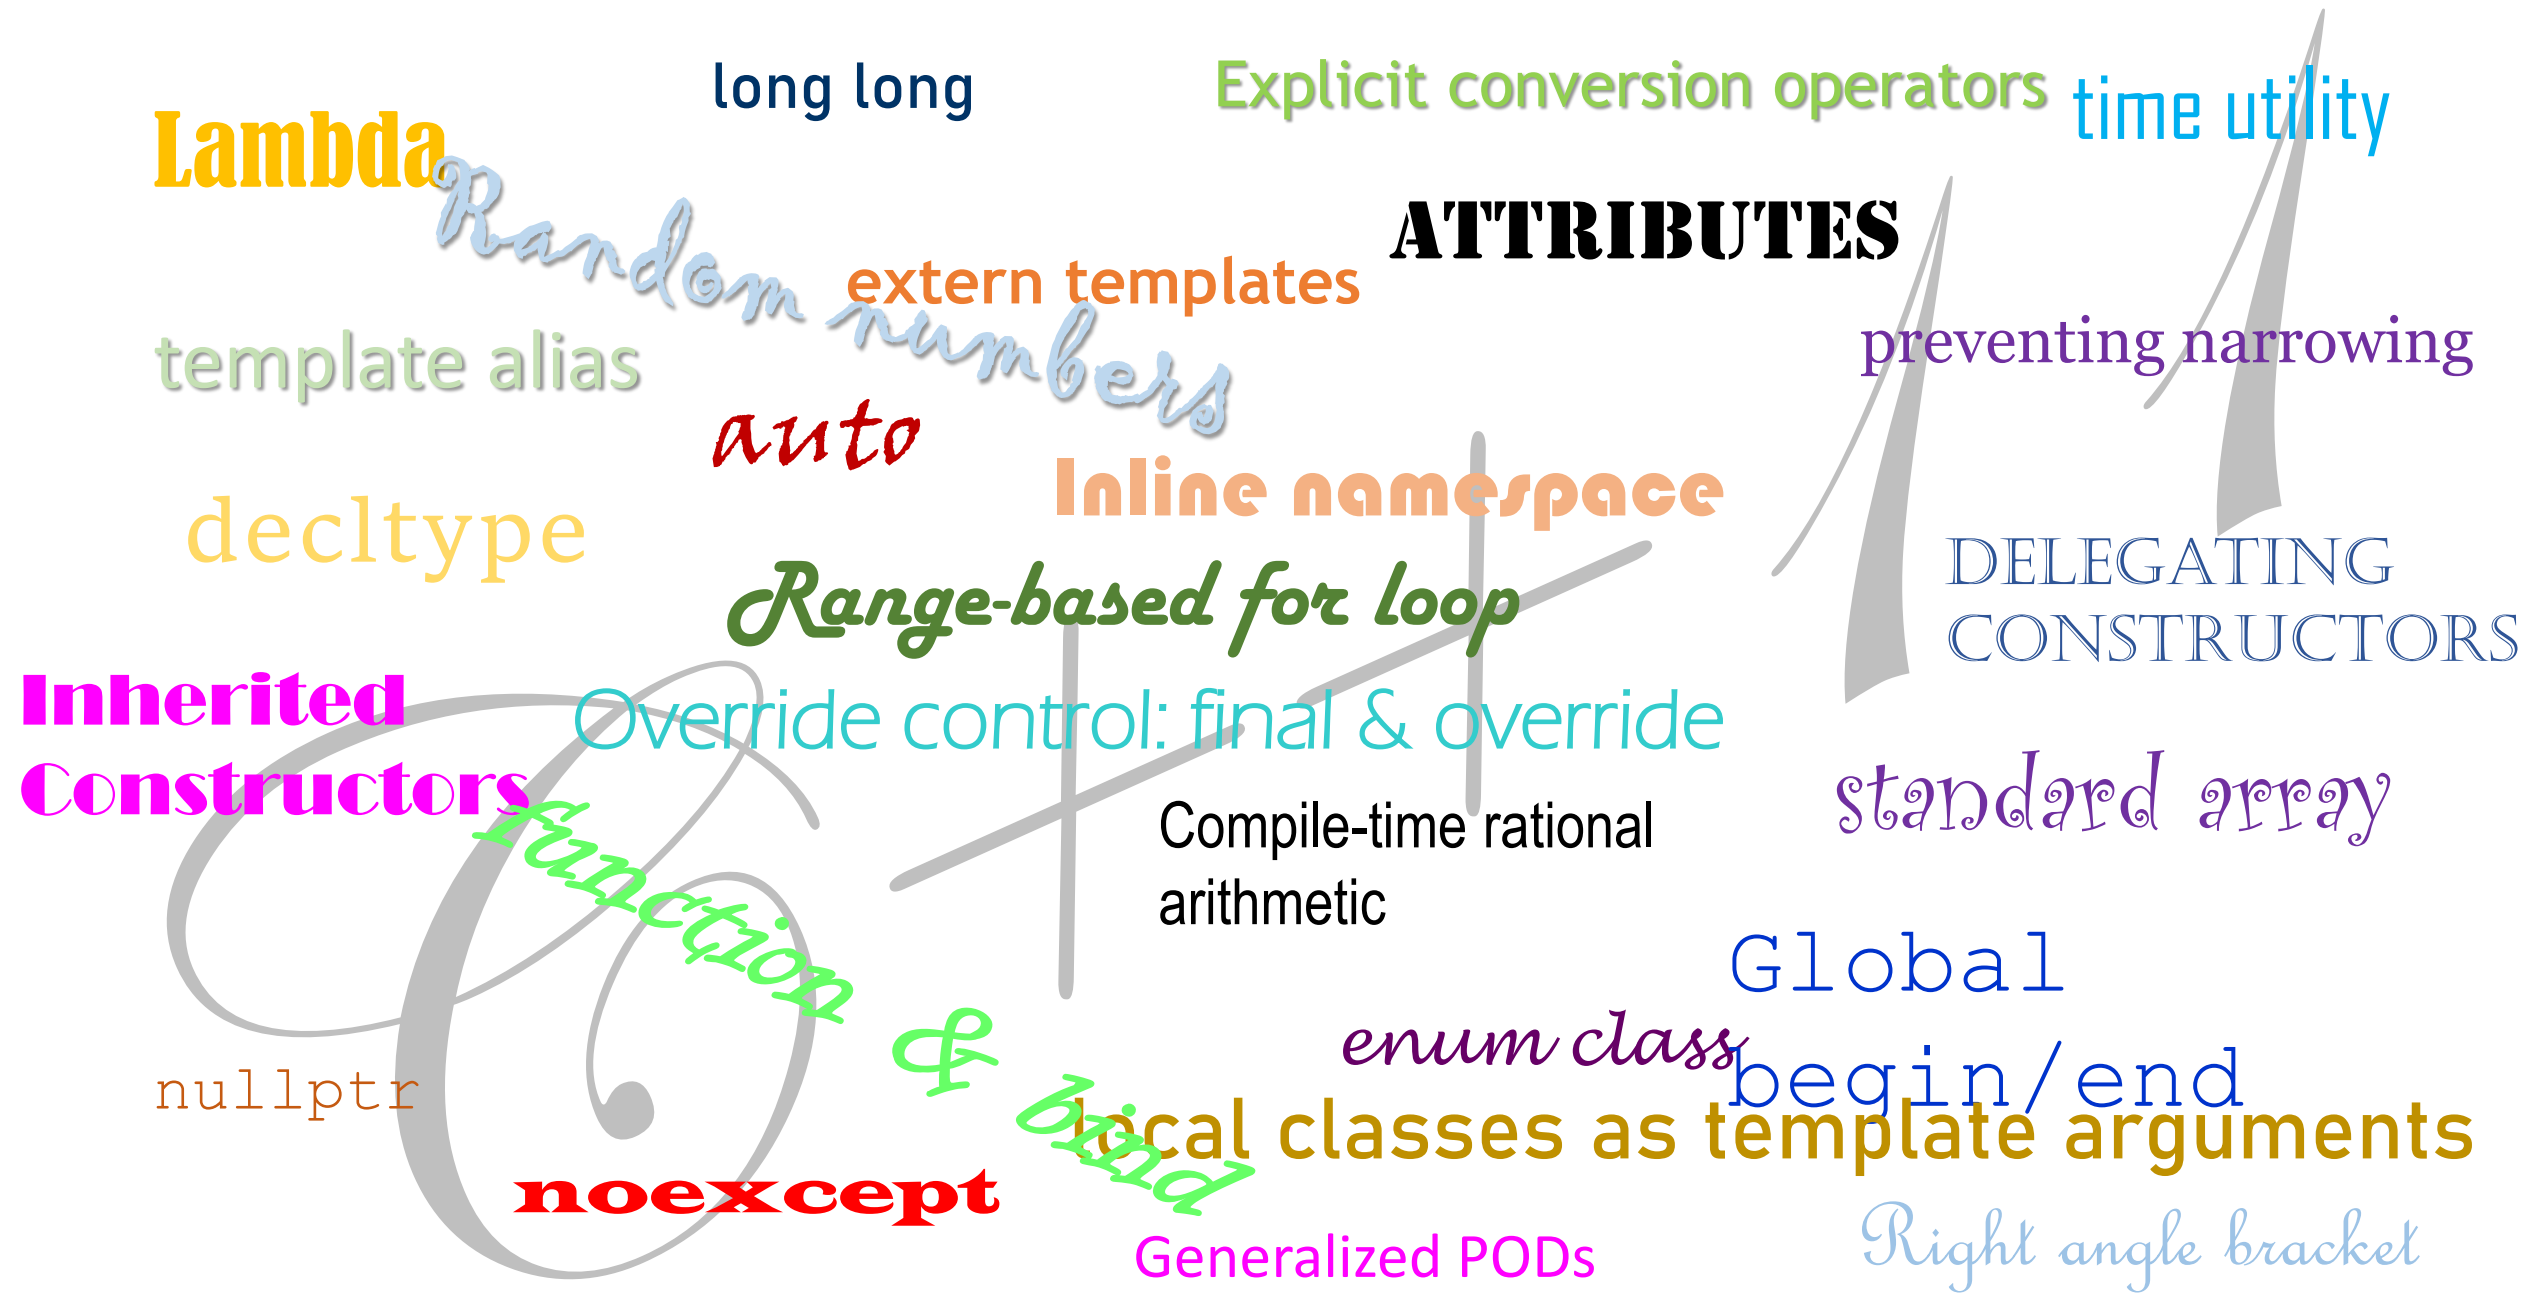 long long
Explicit conversion operators
time utility
Lambda
Random numbers
ATTRIBUTES
extern templates
template alias
preventing narrowing
auto
Inline namespace
decltype
Range-based for loop
DELEGATING
CONSTRUCTORS
Inherited
Constructors
Override control: final & override
C++11
standard array
Compile-time rational
arithmetic
function & bind
Global
begin/end
enum class
nullptr
local classes as template arguments
noexcept
Generalized PODs
Right angle bracket